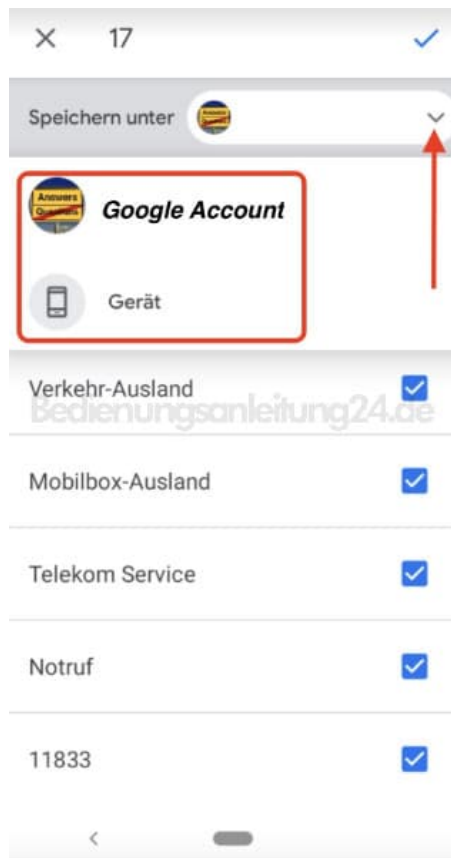 17
Speichern unter
Answers
Questions
Google Account
Gerät
Verkehr-Ausland
Bedienungsanleitung24.de
Mobilbox-Ausland
Telekom Service
Notruf
11833